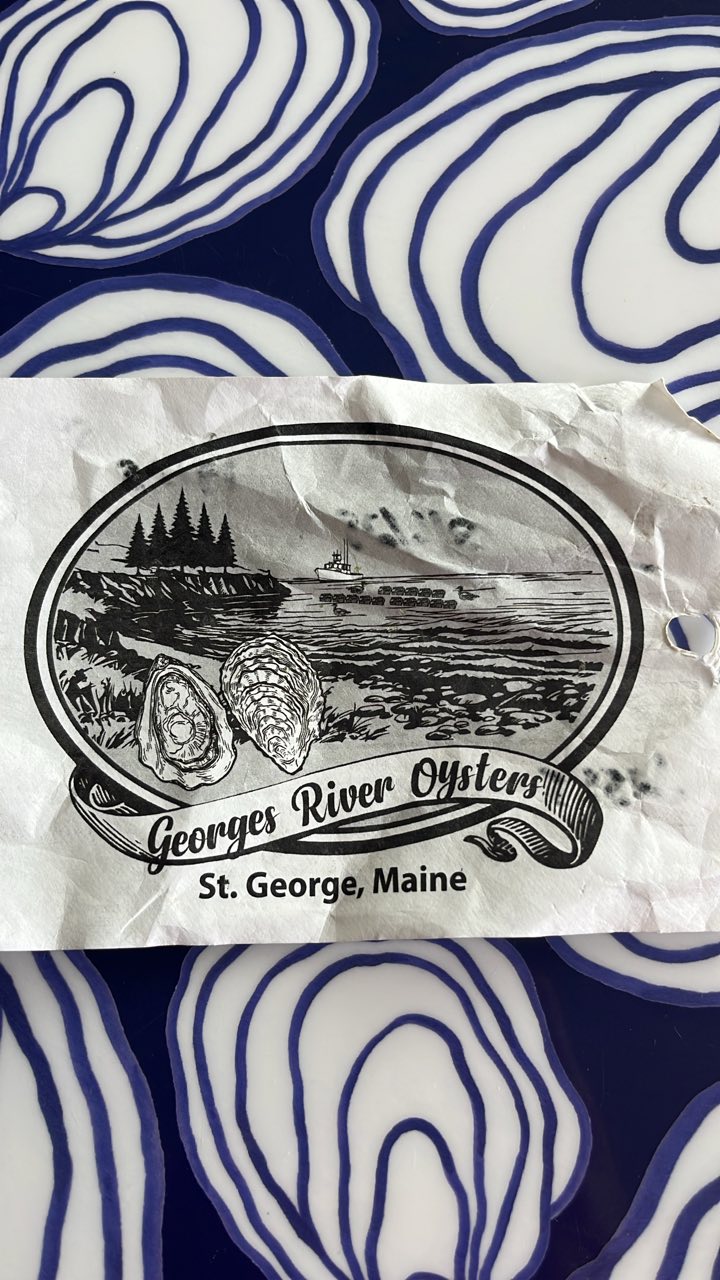 Georges River Oysters
St. George, Maine